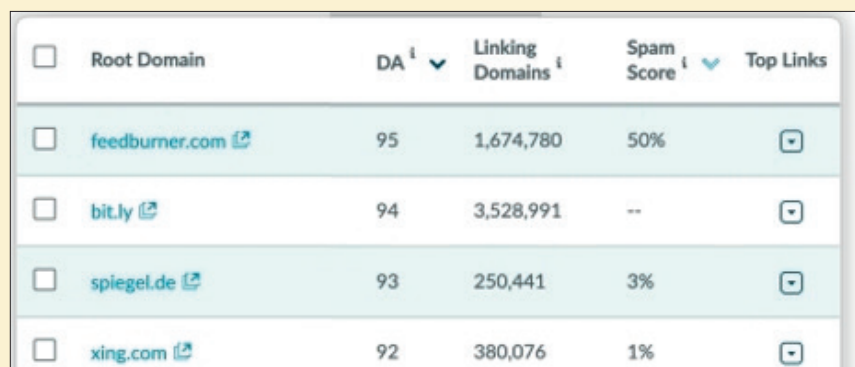 Root Domain DA i Linking Domains i Spam Score i Top Links
feedburner.com 95 1,674,780 50%
bit.ly 94 3,528,991 --
spiegel.de 93 250,441 3%
xing.com 92 380,076 1%